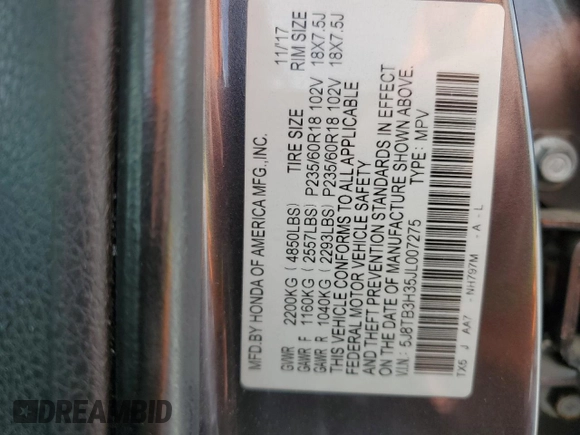 MFD.BY HONDA OF AMERICA MFG., INC. 11/17
GVWR 2200KG ( 4850LBS) TIRE SIZE RIM SIZE
GAWR F 1160KG ( 2557LBS) P235/60R18 102V 18X7.5J
GAWR R 1040KG ( 2293LBS) P235/60R18 102V 18X7.5J
THIS VEHICLE CONFORMS TO ALL APPLICABLE
FEDERAL MOTOR VEHICLE SAFETY
AND THEFT PREVENTION STANDARDS IN EFFECT
ON THE DATE OF MANUFACTURE SHOWN ABOVE.
V.I.N.: 5J8TB3H35JL007275 TYPE: MPV
TX5 J AA7 NH797M - A - L
DREAMBID